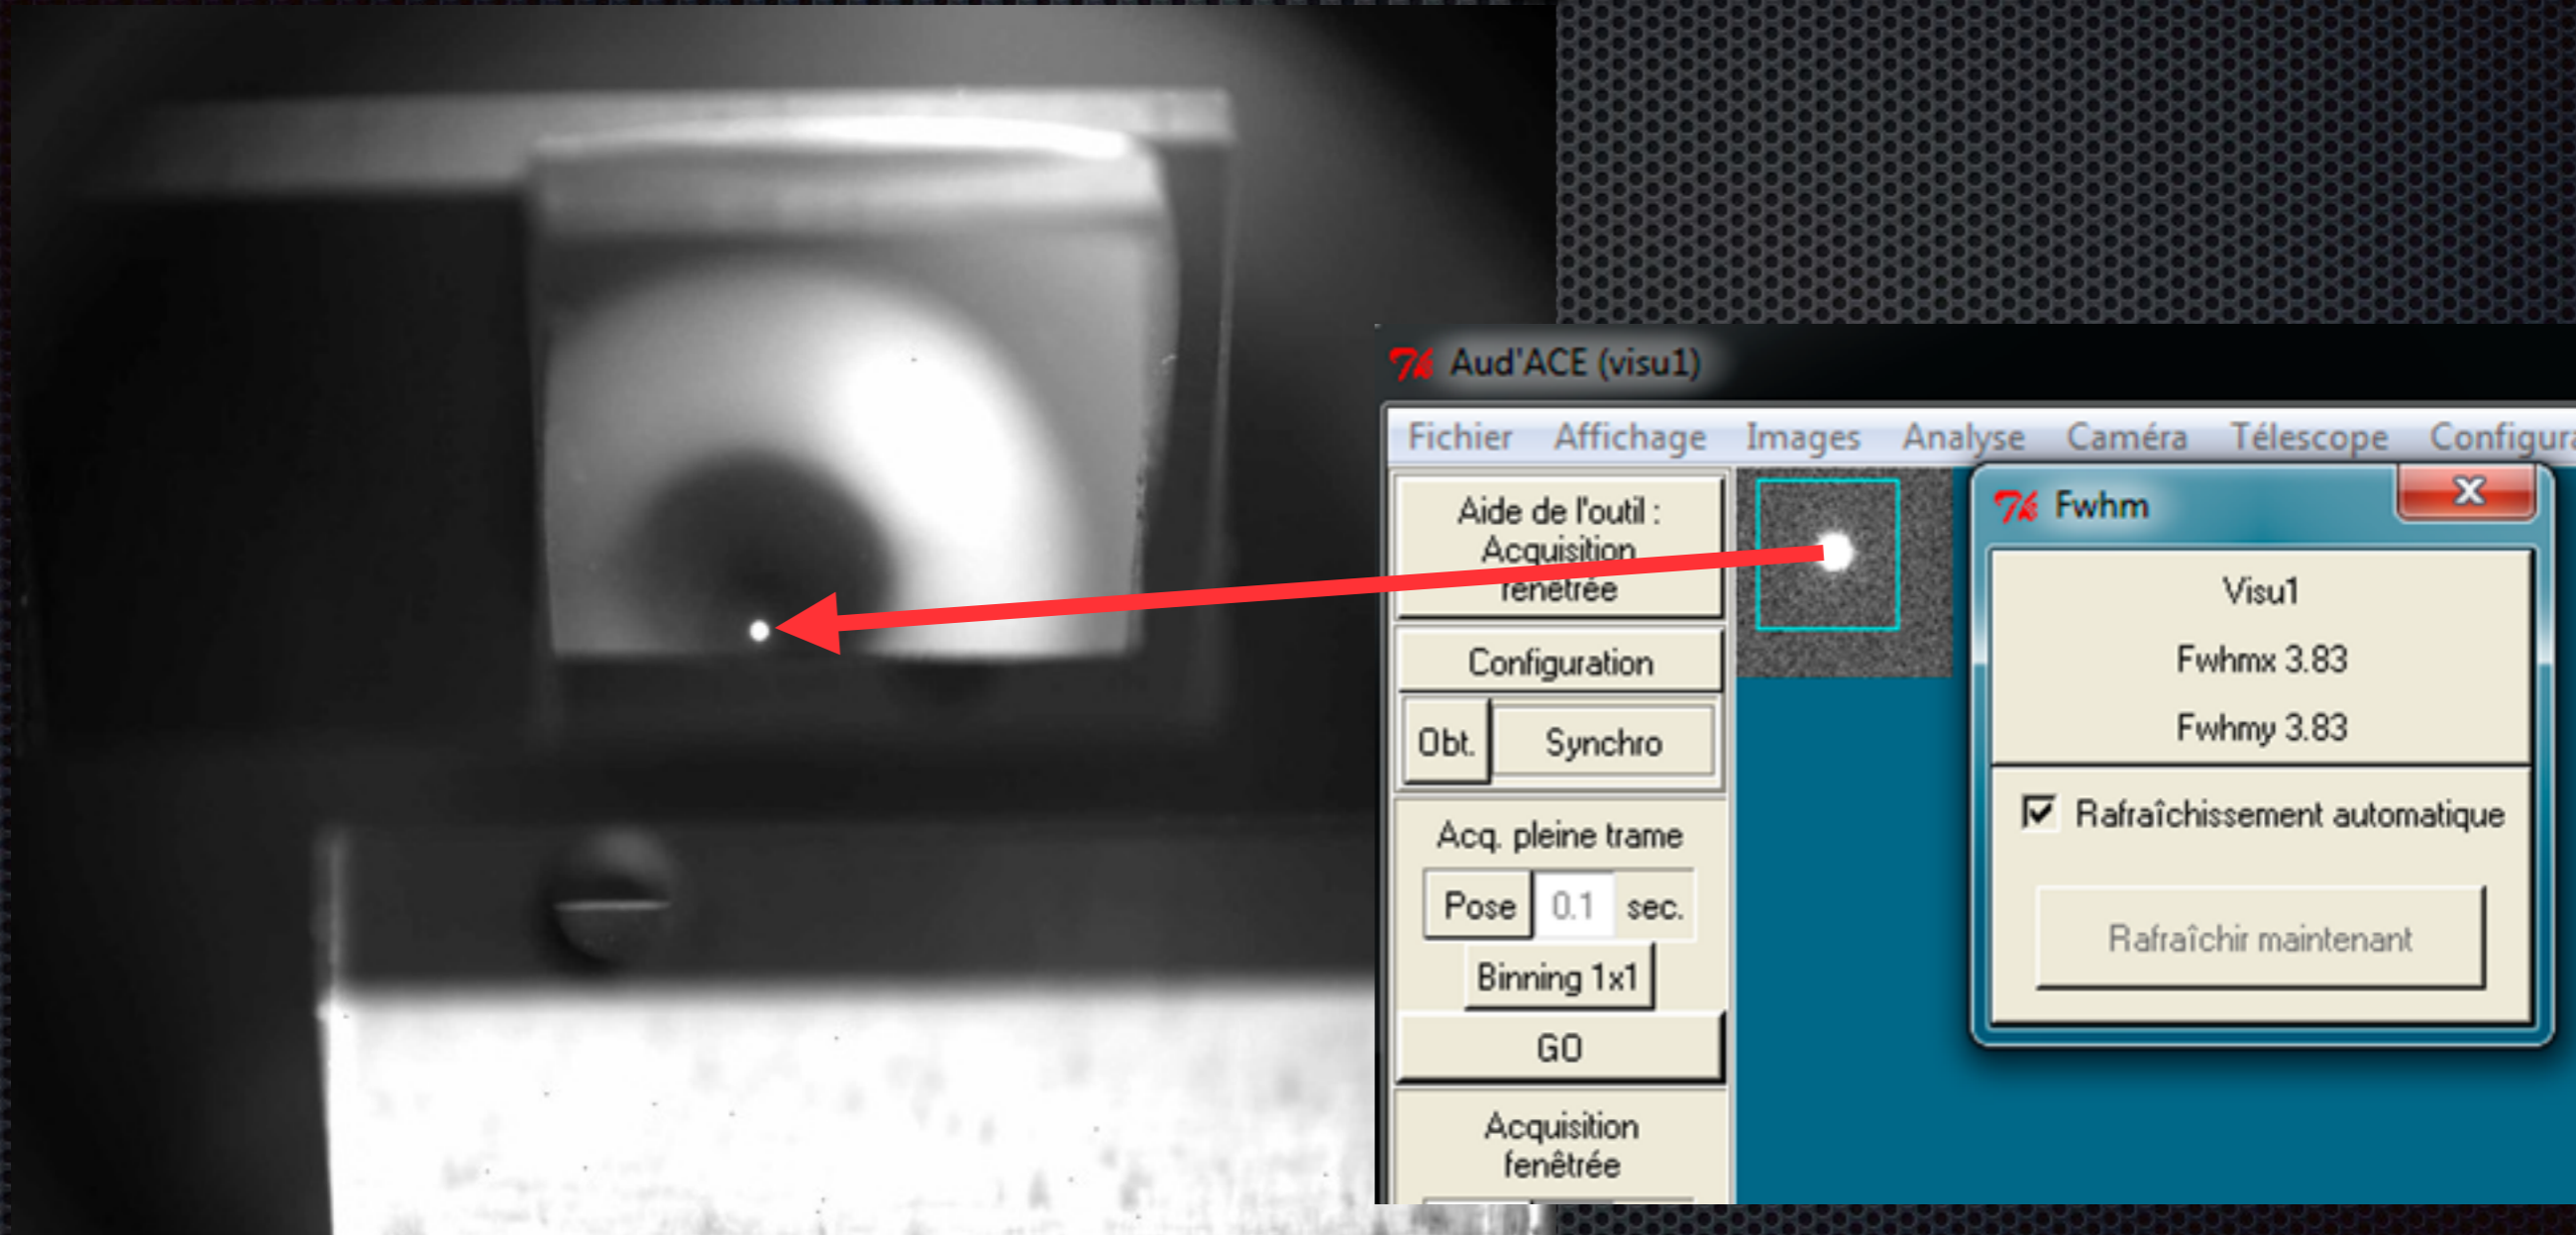 Aud'ACE (visu1)
Fichier Affichage Images Analyse Caméra Télescope Configura
Aide de l'outil :
Acquisition
fenêtrée
Configuration
Obt. Synchro
Acq. pleine trame
Pose 0.1 sec.
Binning 1x1
GO
Acquisition
fenêtrée
Fwhm
Visu1
Fwhmx 3.83
Fwhmy 3.83
Rafraîchissement automatique
Rafraîchir maintenant